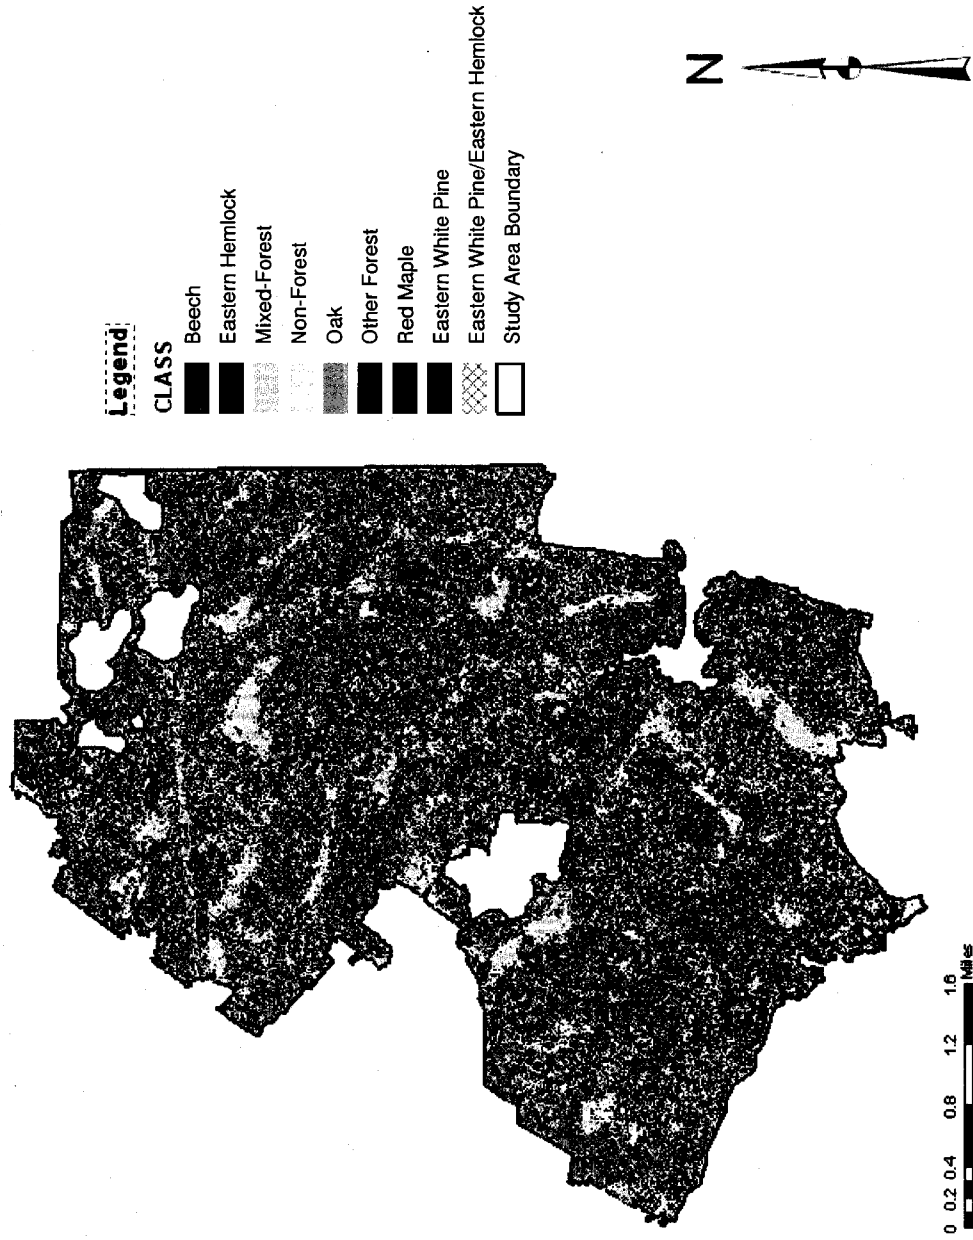 Legend
CLASS
Beech
Eastern Hemlock
Mixed-Forest
Non-Forest
Oak
Other Forest
Red Maple
Eastern White Pine
Eastern White Pine/Eastern Hemlock
Study Area Boundary
N
0 0.2 0.4 0.8 1.2 1.6
Miles